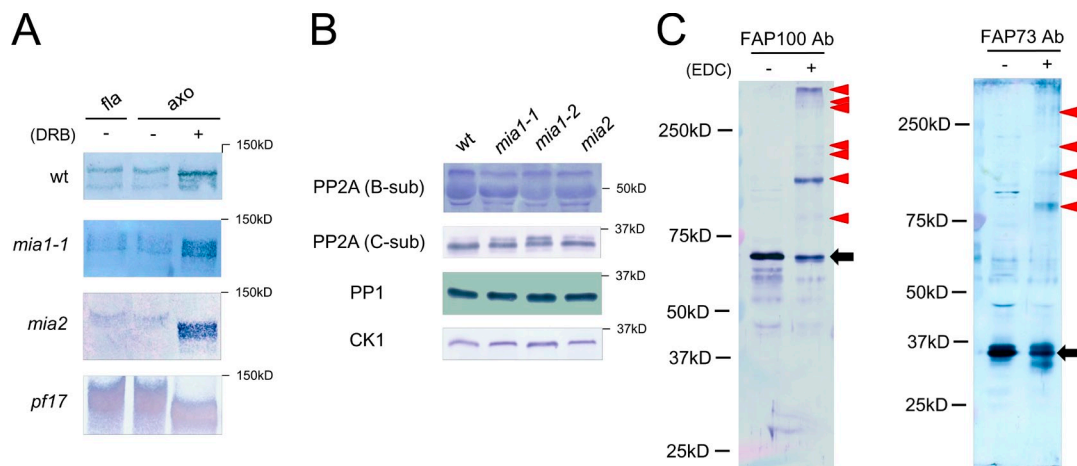 A
fla axo
(DRB) - - +
150kD
wt
150kD
mia1-1
150kD
mia2
150kD
pf17
B
wt mia1-1 mia1-2 mia2
PP2A (B-sub) 50kD
37kD
PP2A (C-sub)
37kD
PP1
37kD
CK1
C
FAP100 Ab
(EDC) - +
250kD
75kD
50kD
37kD
25kD
FAP73 Ab
- +
250kD
75kD
50kD
37kD
25kD